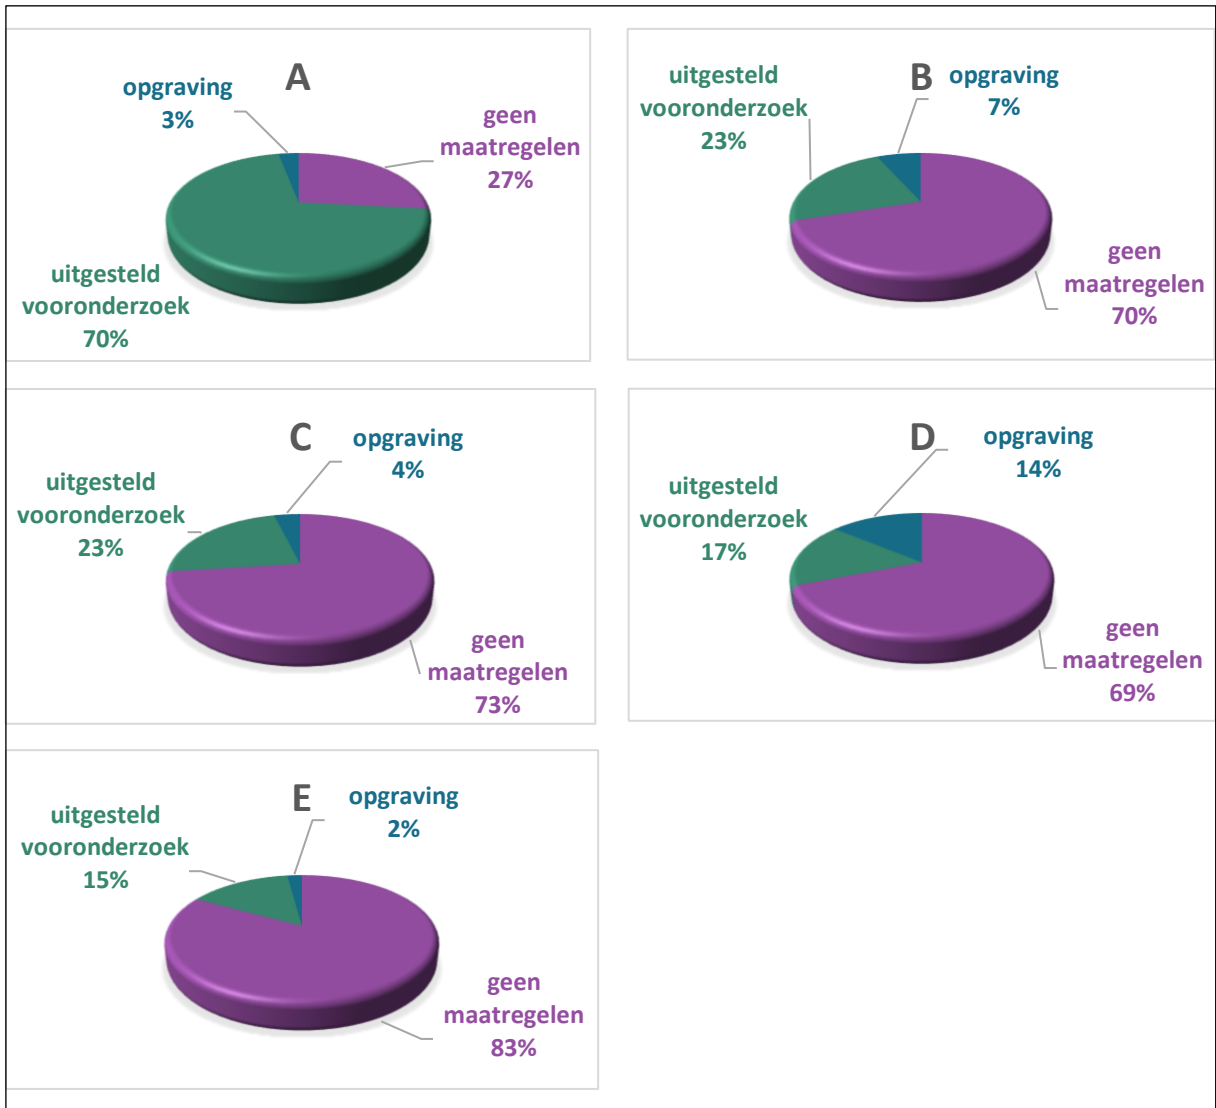 A
opgraving
3%
geen
maatregelen
27%
uitgesteld
vooronderzoek
70%
B
opgraving
7%
uitgesteld
vooronderzoek
23%
geen
maatregelen
70%
C
opgraving
4%
uitgesteld
vooronderzoek
23%
geen
maatregelen
73%
D
opgraving
14%
uitgesteld
vooronderzoek
17%
geen
maatregelen
69%
E
opgraving
2%
uitgesteld
vooronderzoek
15%
geen
maatregelen
83%